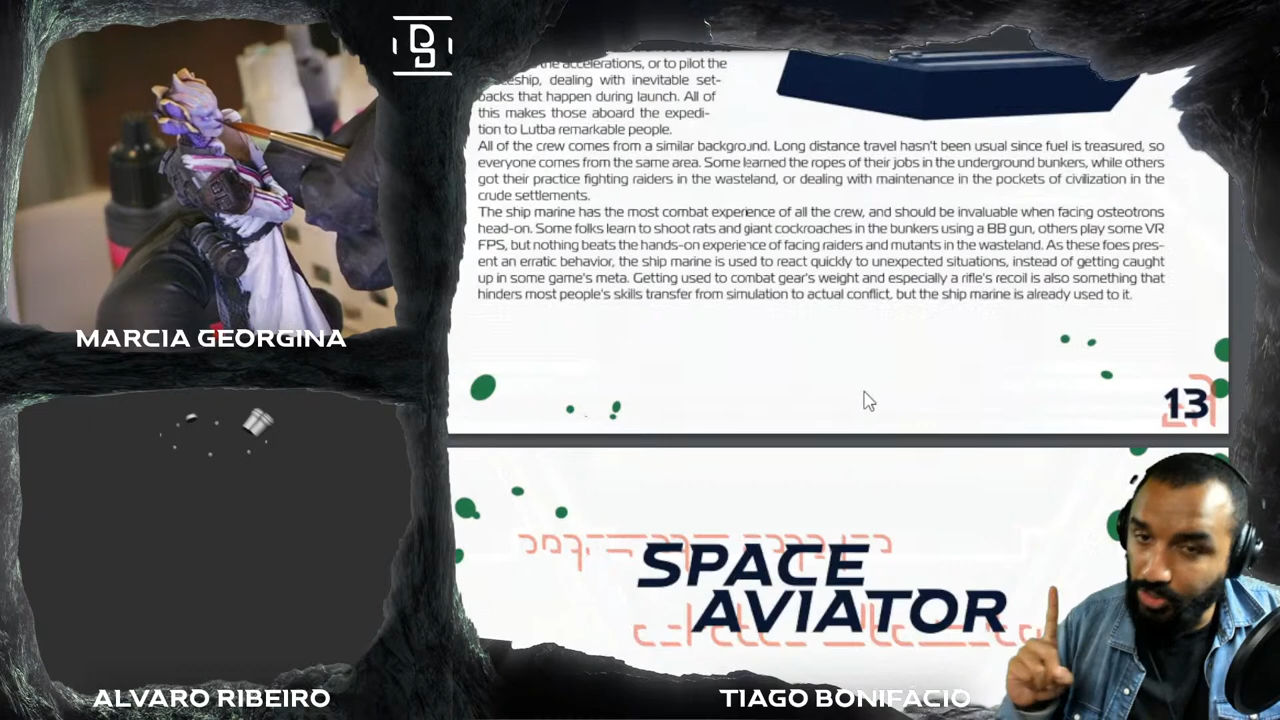 the accelerations, or to pilot the
dealing with inevitable set-
backs that happen during launch. All of
this makes those aboard the expedi-
tion to Lutba remarkable people.
All of the crew comes from a similar background. Long distance travel hasn't been usual since fuel is treasured, so
everyone comes from the same area. Some learned the ropes of their jobs in the underground bunkers, while others
got their practice fighting raiders in the wasteland, or dealing with maintenance in the pockets of civilization in the
crude settlements.
The ship marine has the most combat experience of all the crew, and should be invaluable when facing osteotrons
head-on. Some folks learn to shoot rats and giant cockroaches in the bunkers using a BB gun, others play some VR
FPS, but nothing beats the hands-on experience of facing raiders and mutants in the wasteland. As these foes pres-
ent an erratic behavior, the ship marine is used to react quickly to unexpected situations, instead of getting caught
up in some game's meta. Getting used to combat gear's weight and especially a rifle's recoil is also something that
hinders most people's skills transfer from simulation to actual conflict, but the ship marine is already used to it.
13
SPACE
AVIATOR
MARCIA GEORGINA
ALVARO RIBEIRO
TIAGO BONIFACIO